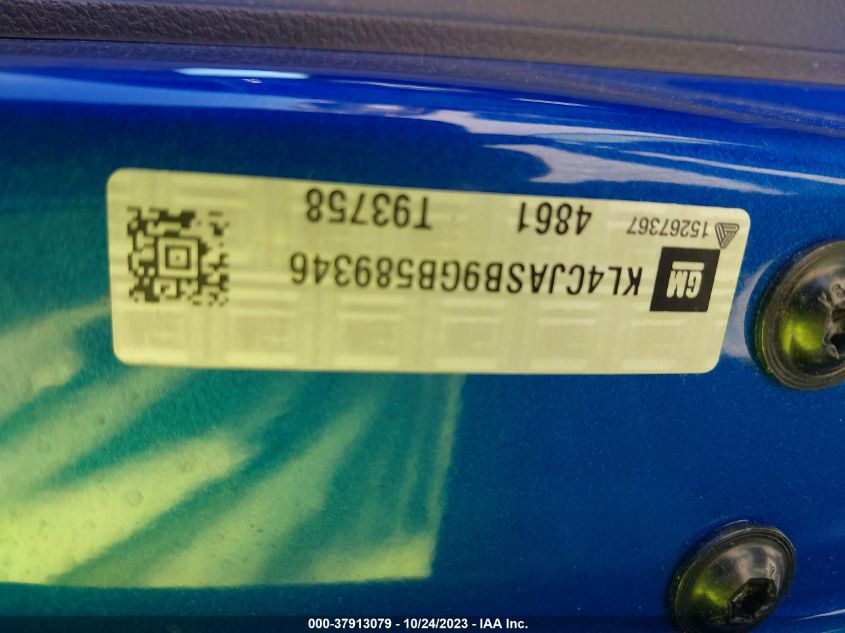 GM KL4CJASB9GB589346
15267367 4861 T93758
000-37913079 - 10/24/2023 - IAA Inc.